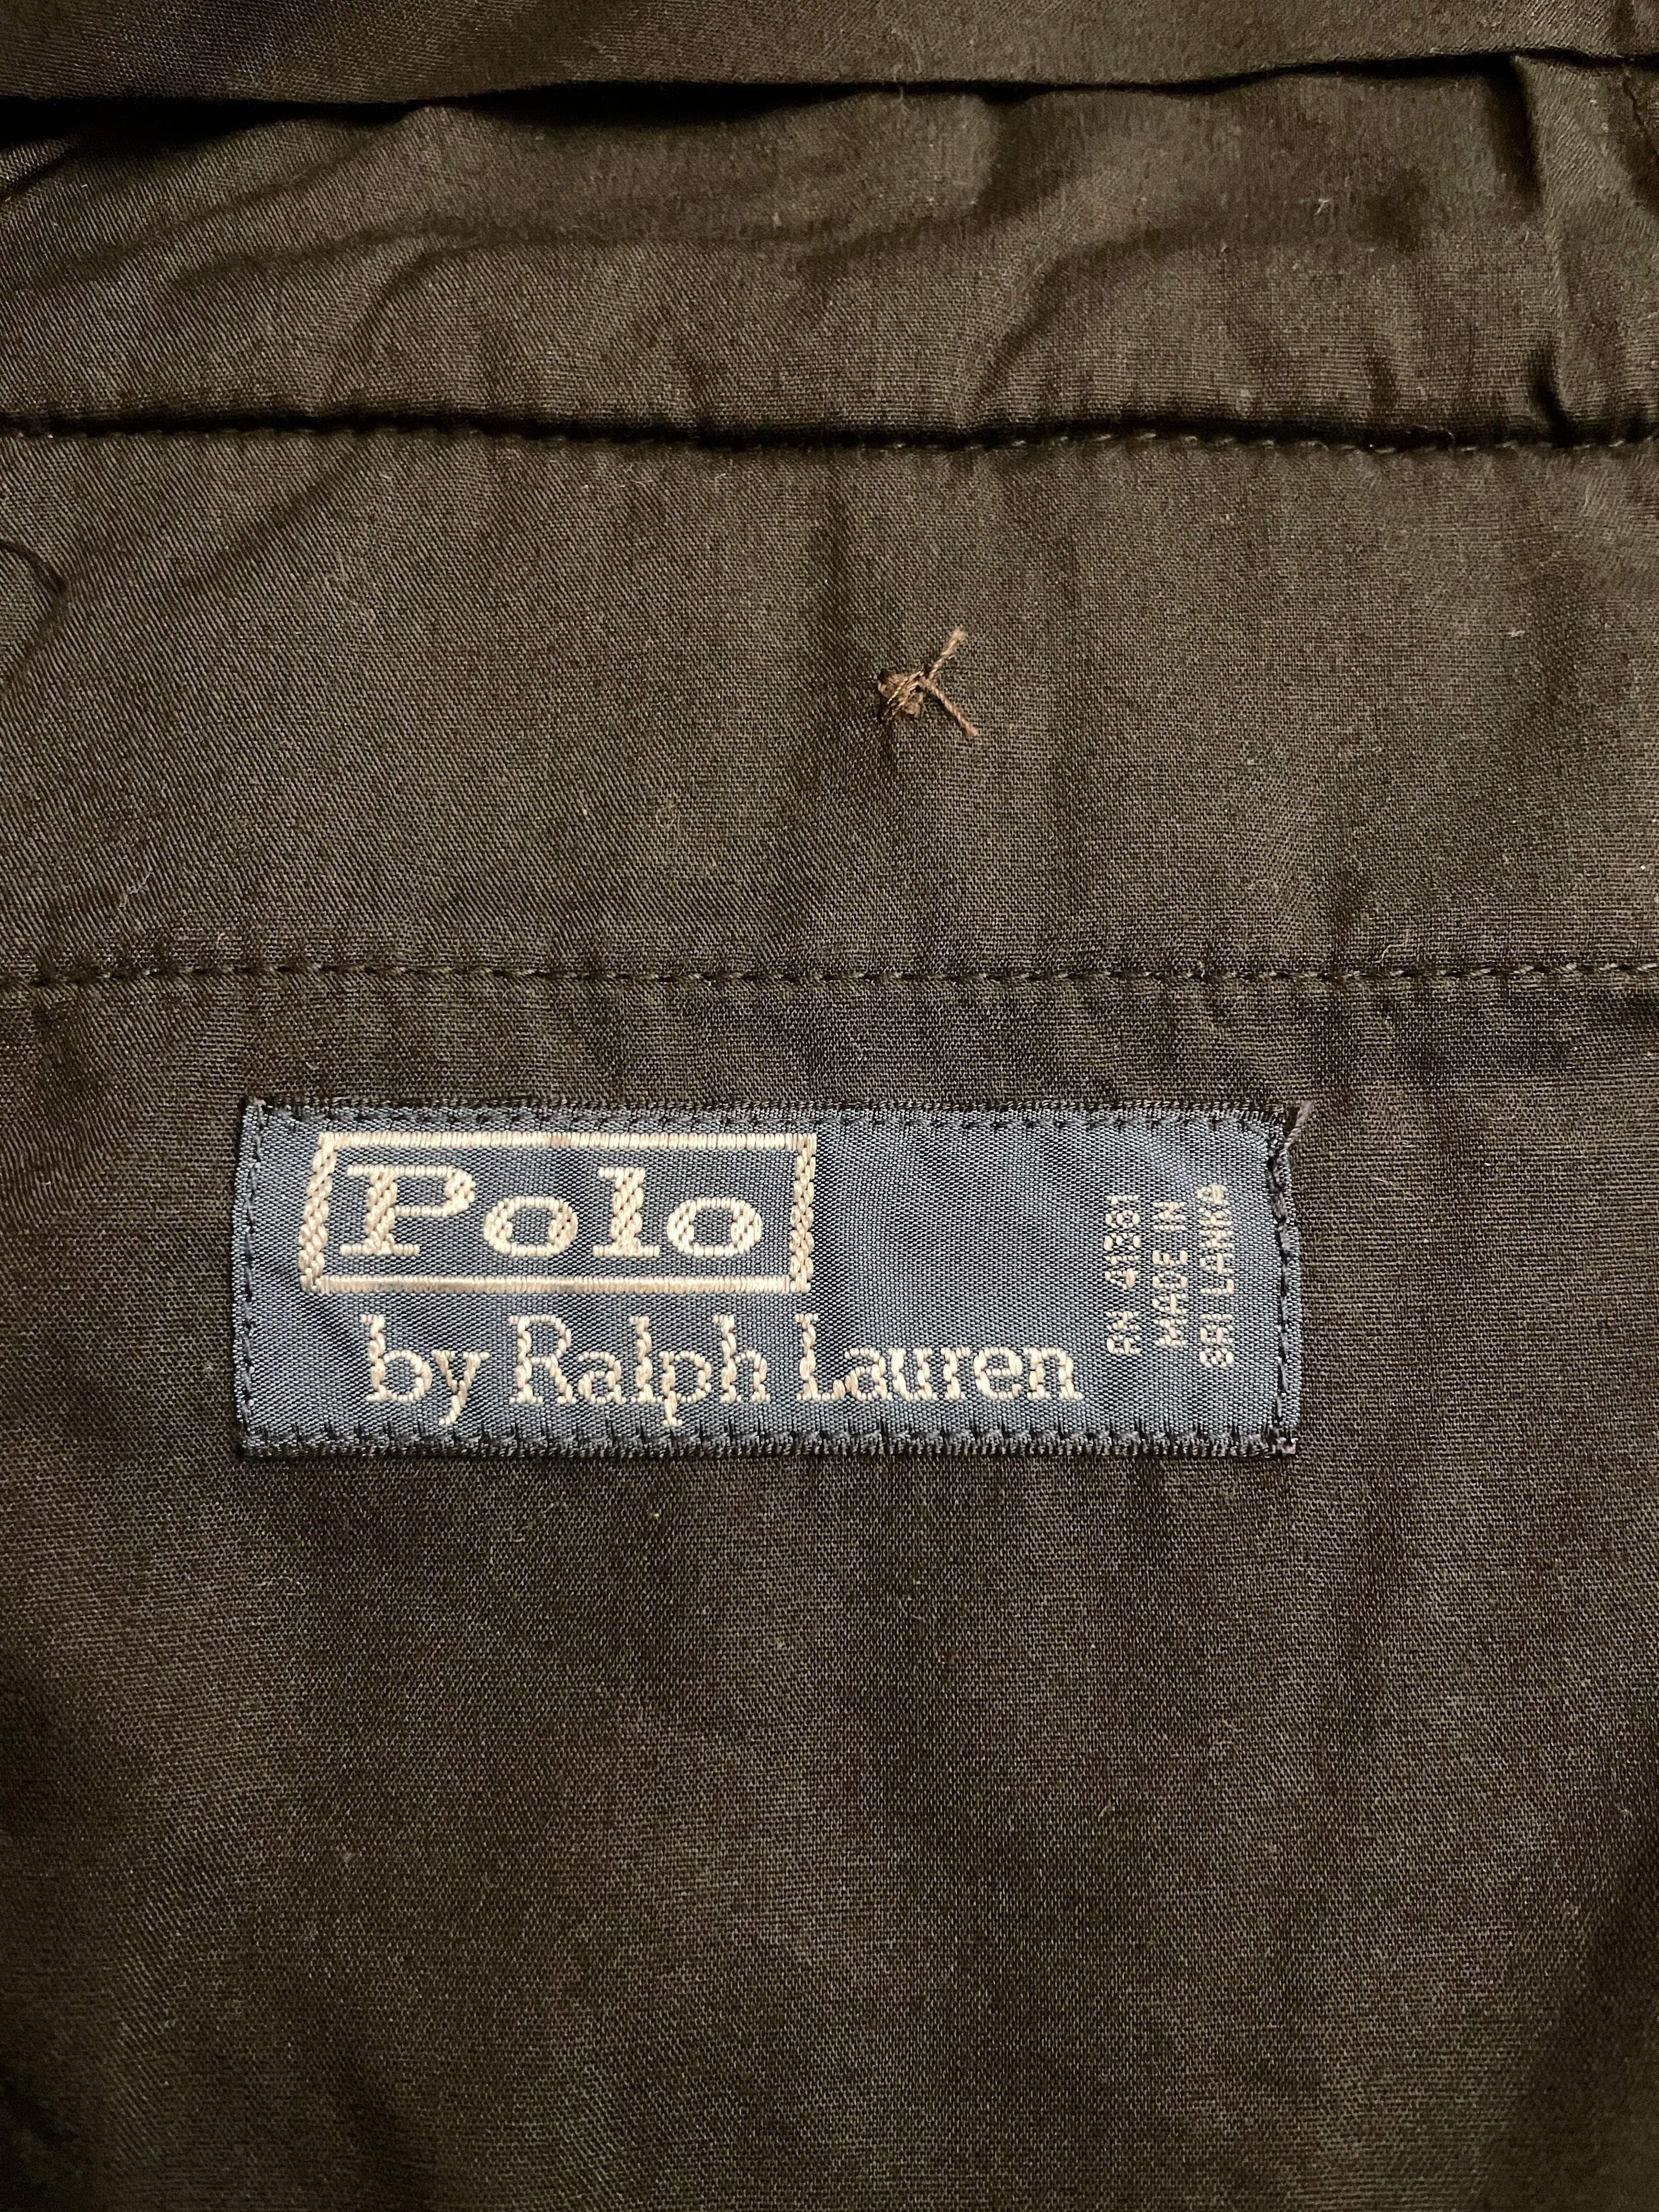 Polo
by Ralph Lauren
RN 41381
MADE IN
SRI LANKA